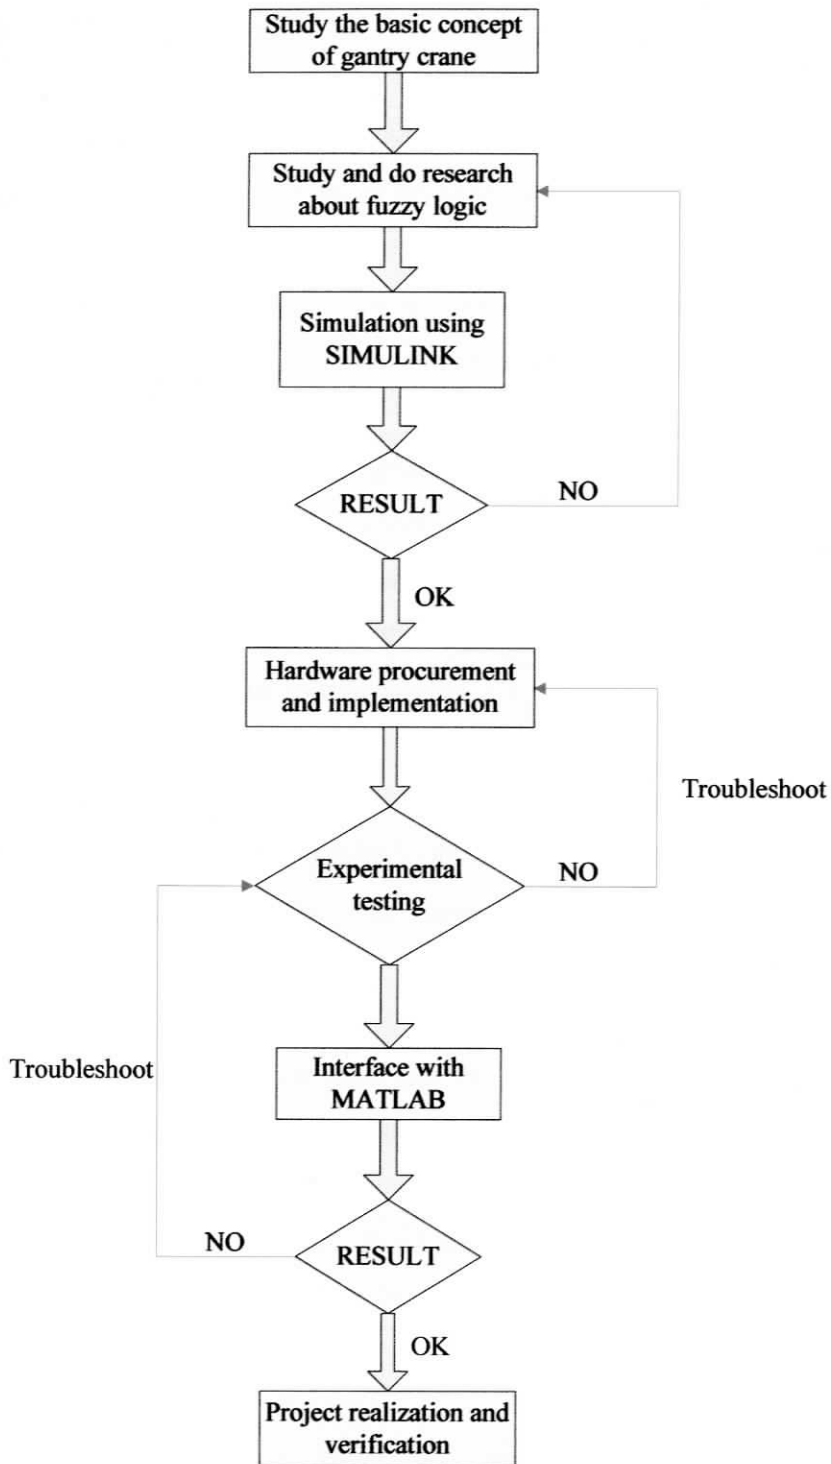 Study the basic concept
of gantry crane
Study and do research
about fuzzy logic
Simulation using
SIMULINK
RESULT
NO
OK
Hardware procurement
and implementation
Troubleshoot
Experimental
testing
NO
Interface with
MATLAB
Troubleshoot
NO
RESULT
OK
Project realization and
verification